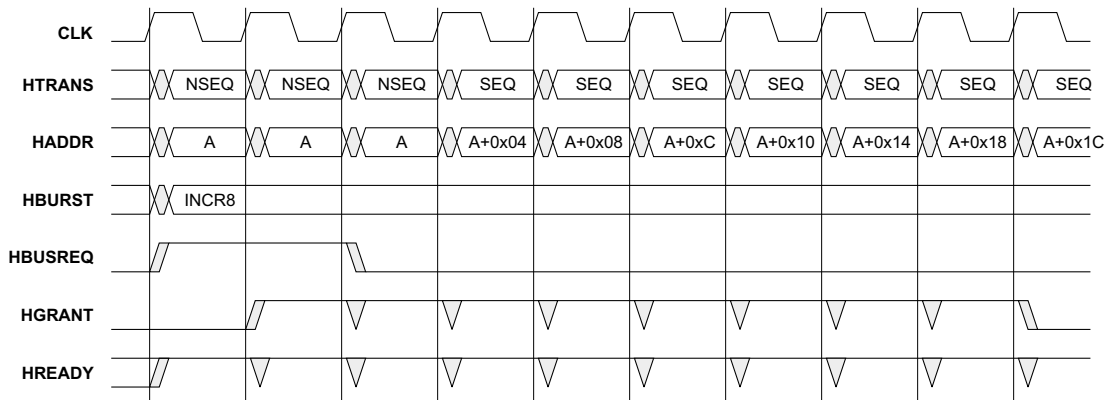 CLK
HTRANS NSEQ NSEQ NSEQ SEQ SEQ SEQ SEQ SEQ SEQ SEQ
HADDR A A A A+0x04 A+0x08 A+0xC A+0x10 A+0x14 A+0x18 A+0x1C
HBURST INCR8
HBUSREQ
HGRANT
HREADY